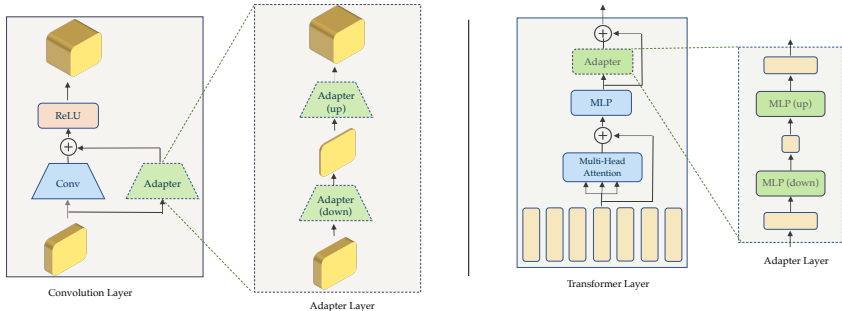 ReLU
+
Conv
Adapter
Convolution Layer
Adapter
(up)
Adapter
(down)
Adapter Layer
+
Adapter
MLP
+
Multi-Head
Attention
Transformer Layer
MLP (up)
MLP (down)
Adapter Layer